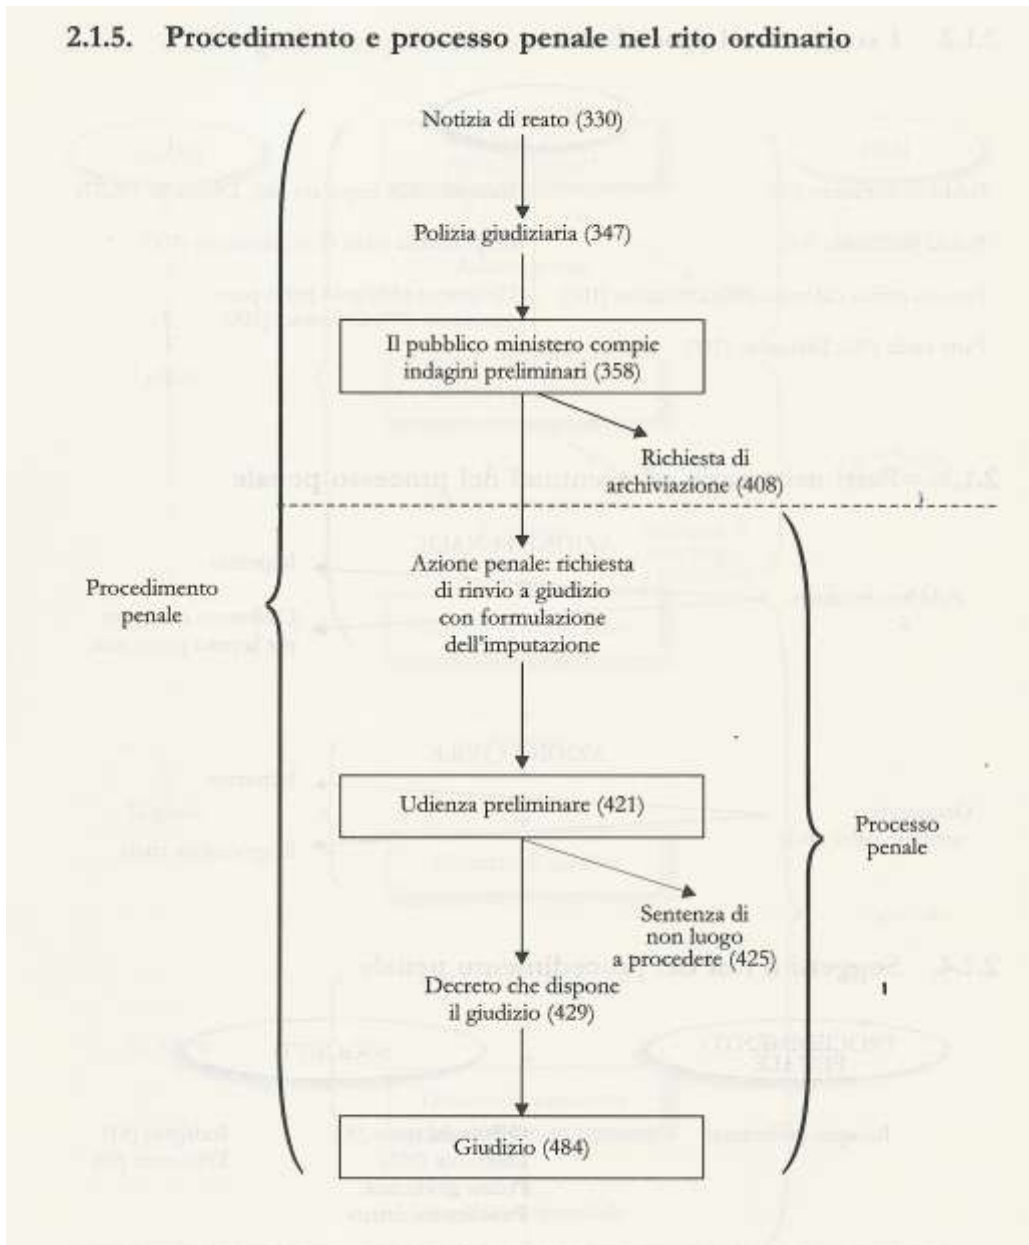 2.1.5. Procedimento e processo penale nel rito ordinario
Notizia di reato (330)
Polizia giudiziaria (347)
Il pubblico ministero compie
indagini preliminari (358)
Richiesta di
archiviazione (408)
Azione penale: richiesta
di rinvio a giudizio
con formulazione
dell'imputazione
Procedimento
penale
Udienza preliminare (421)
Processo
penale
Sentenza di
non luogo
a procedere (425)
Decreto che dispone
il giudizio (429)
Giudizio (484)